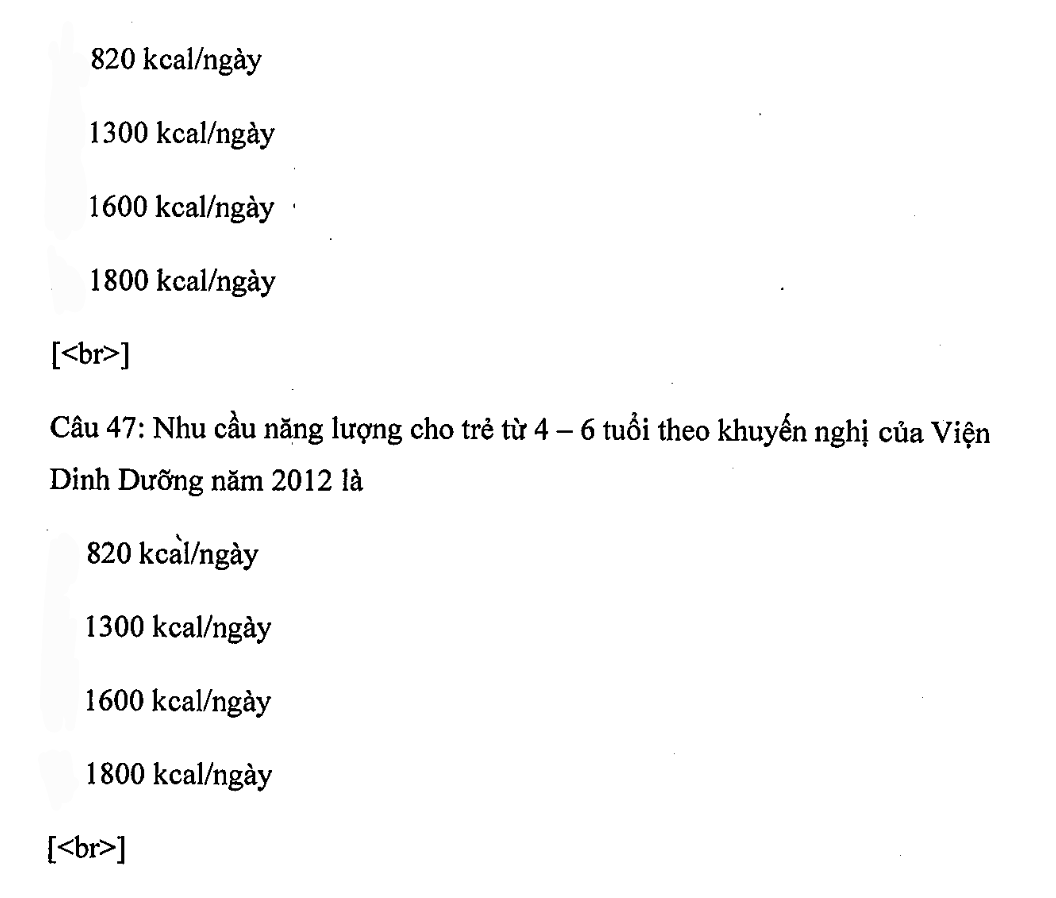 820 kcal/ngày
1300 kcal/ngày
1600 kcal/ngày
1800 kcal/ngày
[<br>]
Câu 47: Nhu cầu năng lượng cho trẻ từ 4 – 6 tuổi theo khuyến nghị của Viện
Dinh Dưỡng năm 2012 là
820 kcal/ngày
1300 kcal/ngày
1600 kcal/ngày
1800 kcal/ngày
[<br>]